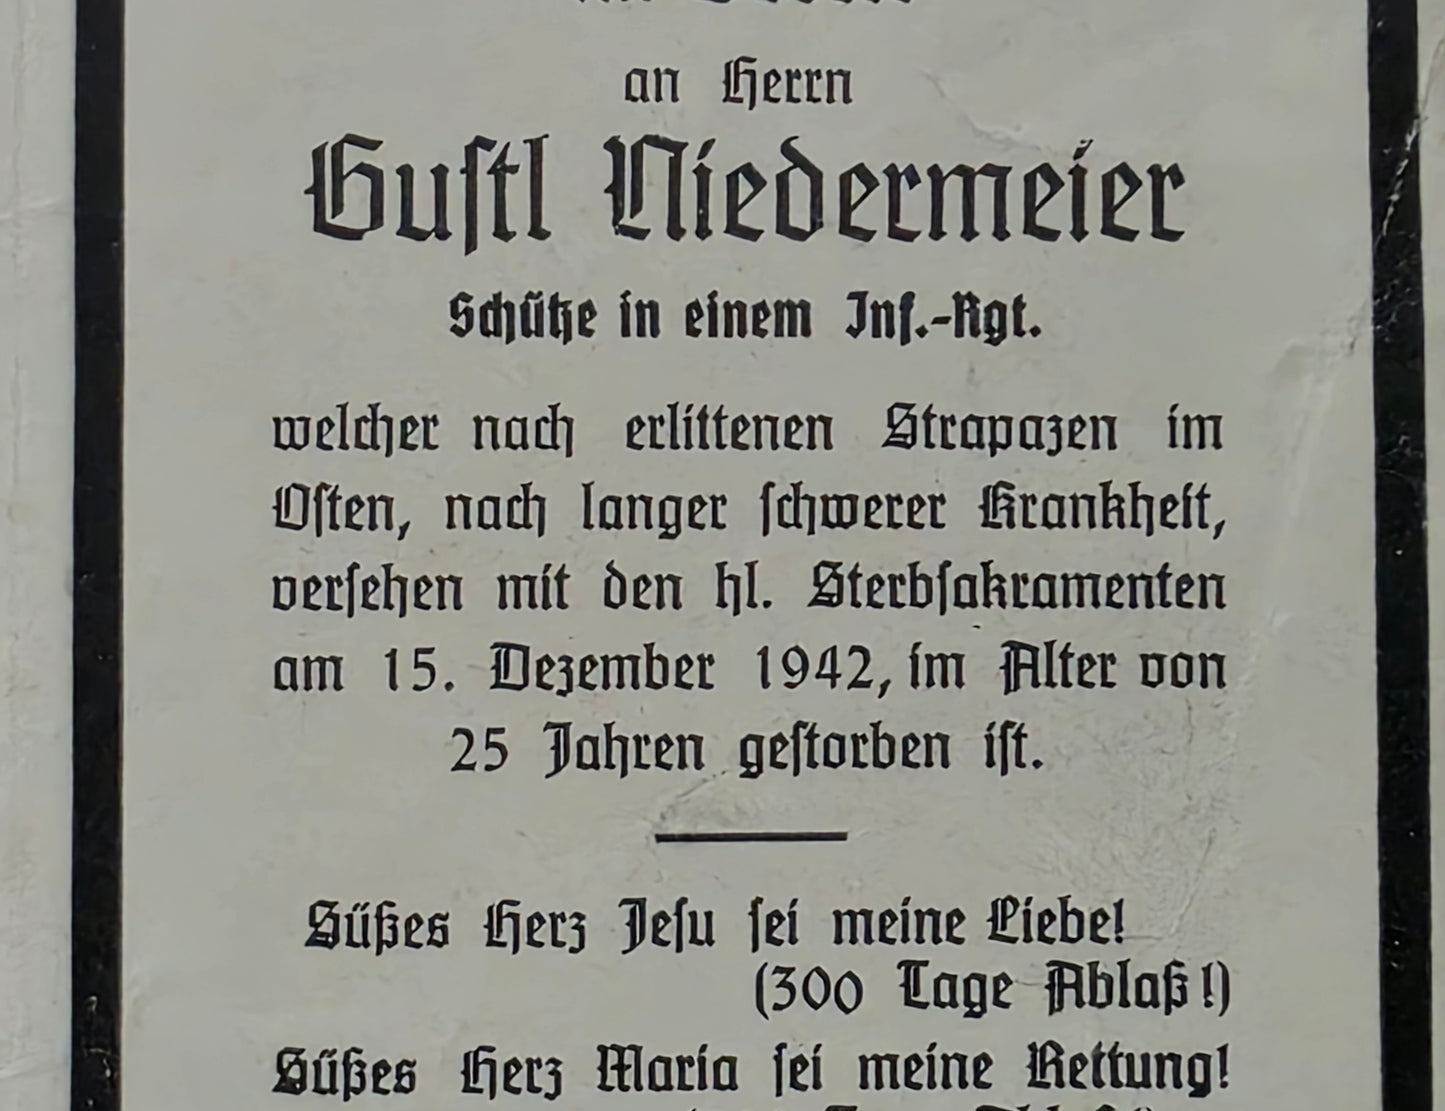 an Herrn
Gustl Niedermeier
Schütze in einem Inf.-Rgt.
welcher nach erlittenen Strapazen im
Osten, nach langer schwerer Krankheit,
versehen mit den hl. Sterbsakramenten
am 15. Dezember 1942, im Alter von
25 Jahren gestorben ist.
Süßes Herz Jesu sei meine Liebe!
(300 Tage Ablaß!)
Süßes Herz Maria sei meine Rettung!